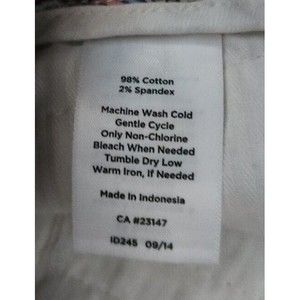 98% Cotton
2% Spandex
Machine Wash Cold
Gentle Cycle
Only Non-Chlorine
Bleach When Needed
Tumble Dry Low
Warm Iron, If Needed
Made in Indonesia
CA #23147
ID245 09/14